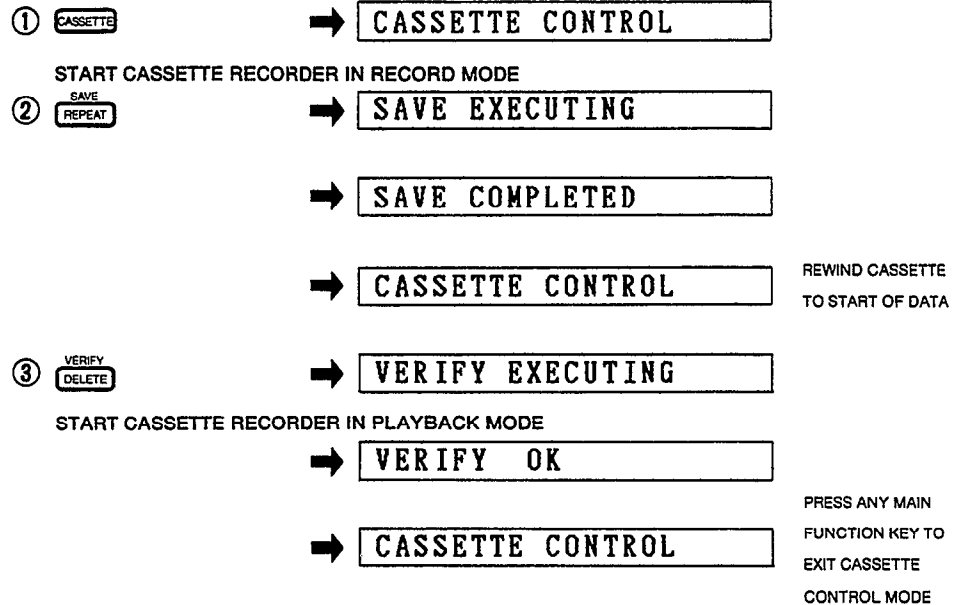 ① CASSETTE ➡ CASSETTE CONTROL
START CASSETTE RECORDER IN RECORD MODE
SAVE
② REPEAT ➡ SAVE EXECUTING
➡ SAVE COMPLETED
➡ CASSETTE CONTROL
REWIND CASSETTE
TO START OF DATA
VERIFY
③ DELETE ➡ VERIFY EXECUTING
START CASSETTE RECORDER IN PLAYBACK MODE
➡ VERIFY OK
➡ CASSETTE CONTROL
PRESS ANY MAIN
FUNCTION KEY TO
EXIT CASSETTE
CONTROL MODE